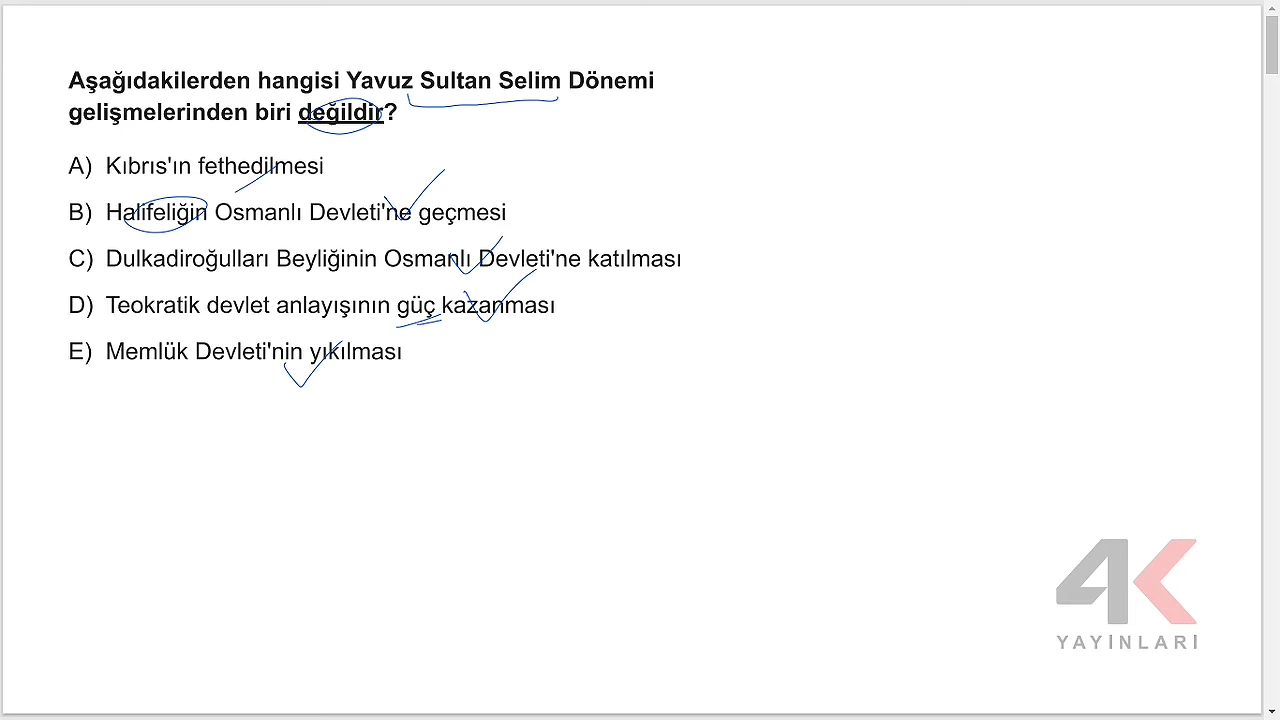 Aşağıdakilerden hangisi Yavuz Sultan Selim Dönemi
gelişmelerinden biri değildir?
A) Kıbrıs'ın fethedilmesi
B) Halifeliğin Osmanlı Devleti'ne geçmesi
C) Dulkadiroğulları Beyliğinin Osmanlı Devleti'ne katılması
D) Teokratik devlet anlayışının güç kazanması
E) Memlük Devleti'nin yıkılması
4K
YAYINLARI